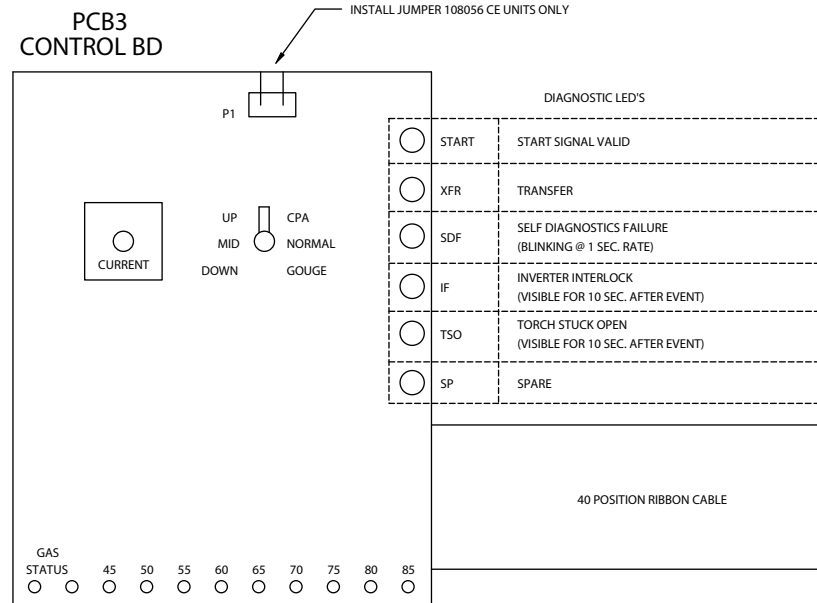 INSTALL JUMPER 108056 CE UNITS ONLY
PCB3
CONTROL BD
P1
DIAGNOSTIC LED'S
START START SIGNAL VALID
XFR TRANSFER
SDF SELF DIAGNOSTICS FAILURE
(BLINKING @ 1 SEC. RATE)
IF INVERTER INTERLOCK
(VISIBLE FOR 10 SEC. AFTER EVENT)
TSO TORCH STUCK OPEN
(VISIBLE FOR 10 SEC. AFTER EVENT)
SP SPARE
CURRENT
UP CPA
MID NORMAL
DOWN GOUGE
40 POSITION RIBBON CABLE
GAS
STATUS 45 50 55 60 65 70 75 80 85